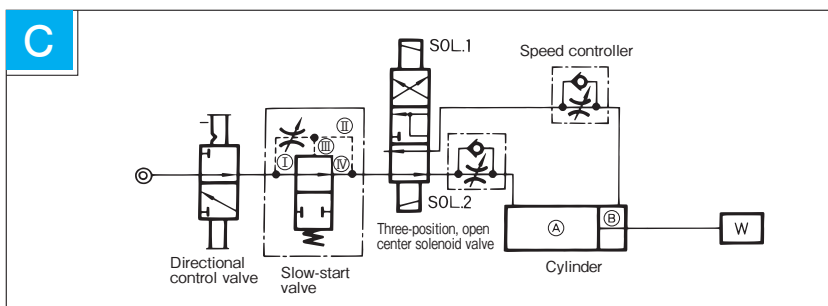 C
SOL.1
Speed controller
Ⅱ
Ⅲ
Ⅰ
Ⅳ
SOL.2
Three-position, open
center solenoid valve
A
B
W
Directional
control valve
Slow-start
valve
Cylinder